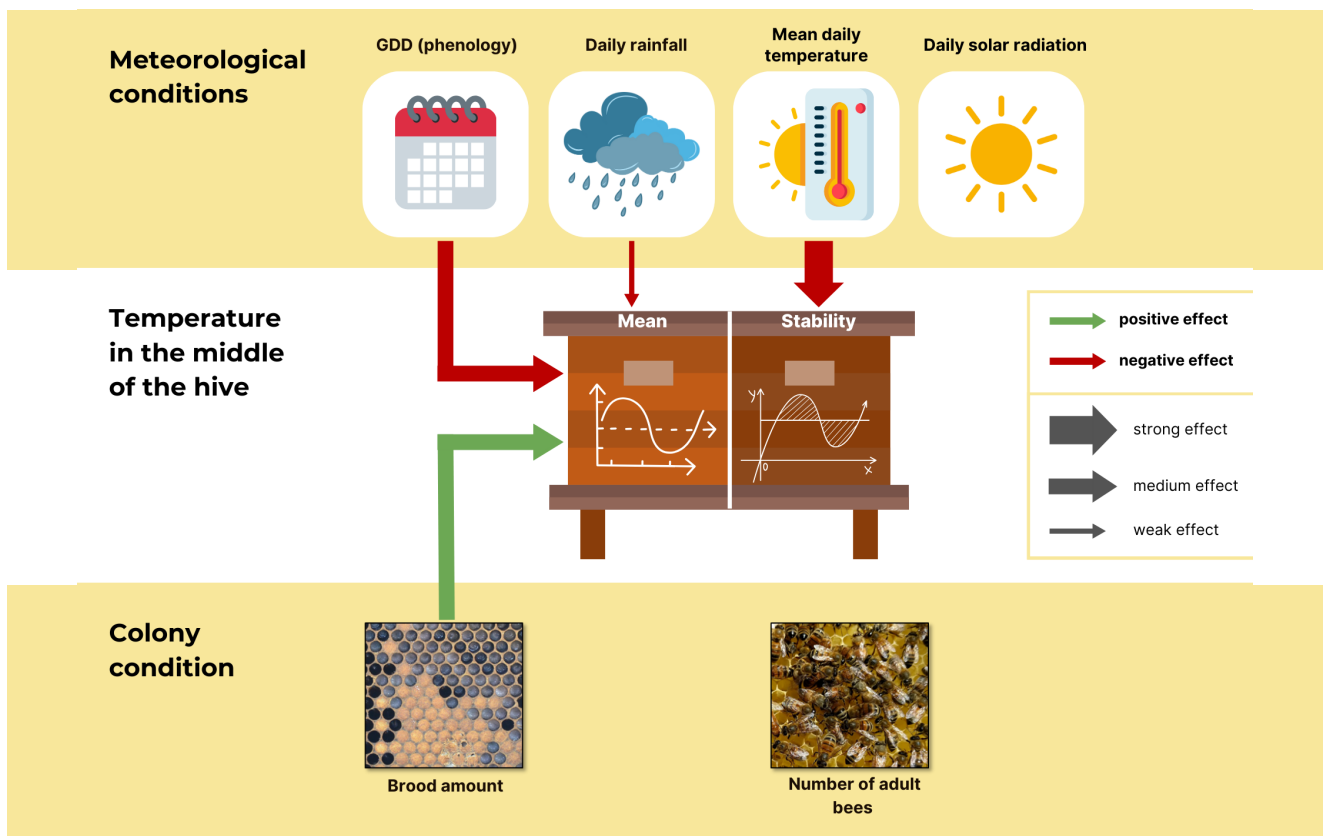 Meteorological
conditions
GDD (phenology)
Daily rainfall
Mean daily
temperature
Daily solar radiation
Temperature
in the middle
of the hive
Mean
Stability
y
0
x
positive effect
negative effect
strong effect
medium effect
weak effect
Colony
condition
Brood amount
Number of adult
bees